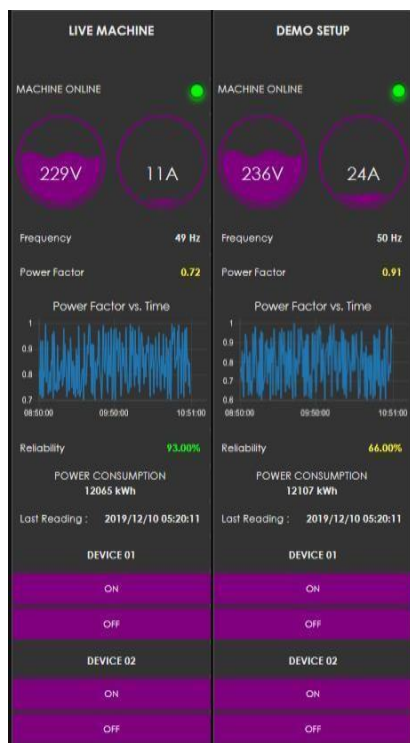 LIVE MACHINE
MACHINE ONLINE
229V
11A
Frequency 49 Hz
Power Factor 0.72
Power Factor vs. Time
1
0.9
0.8
0.7
08:50:00 09:50:00 10:51:00
Reliability 93.00%
POWER CONSUMPTION
12065 kWh
Last Reading : 2019/12/10 05:20:11
DEVICE 01
ON
OFF
DEVICE 02
ON
OFF
DEMO SETUP
MACHINE ONLINE
236V
24A
Frequency 50 Hz
Power Factor 0.91
Power Factor vs. Time
1
0.9
0.8
0.7
0.6
08:50:00 09:50:00 10:51:00
Reliability 66.00%
POWER CONSUMPTION
12107 kWh
Last Reading : 2019/12/10 05:20:11
DEVICE 01
ON
OFF
DEVICE 02
ON
OFF